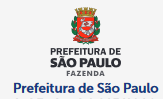 PREFEITURA DE
SÃO PAULO
FAZENDA
Prefeitura de São Paulo